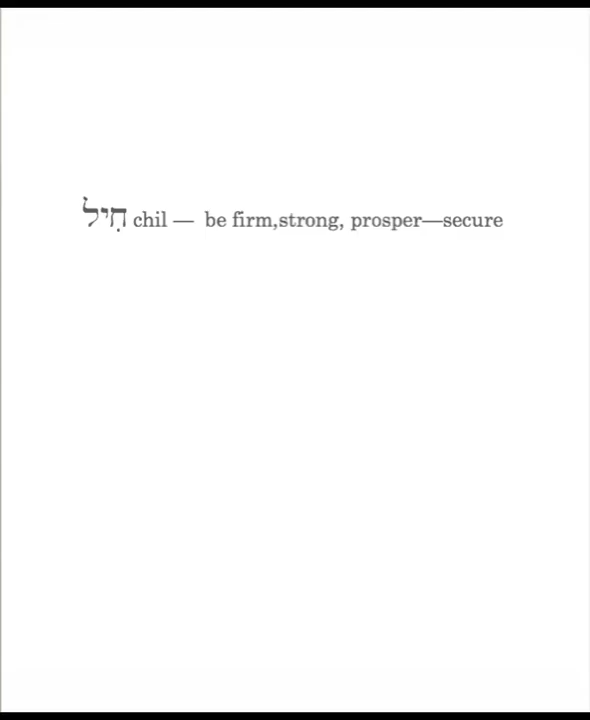 חִיל chil — be firm,strong, prosper—secure